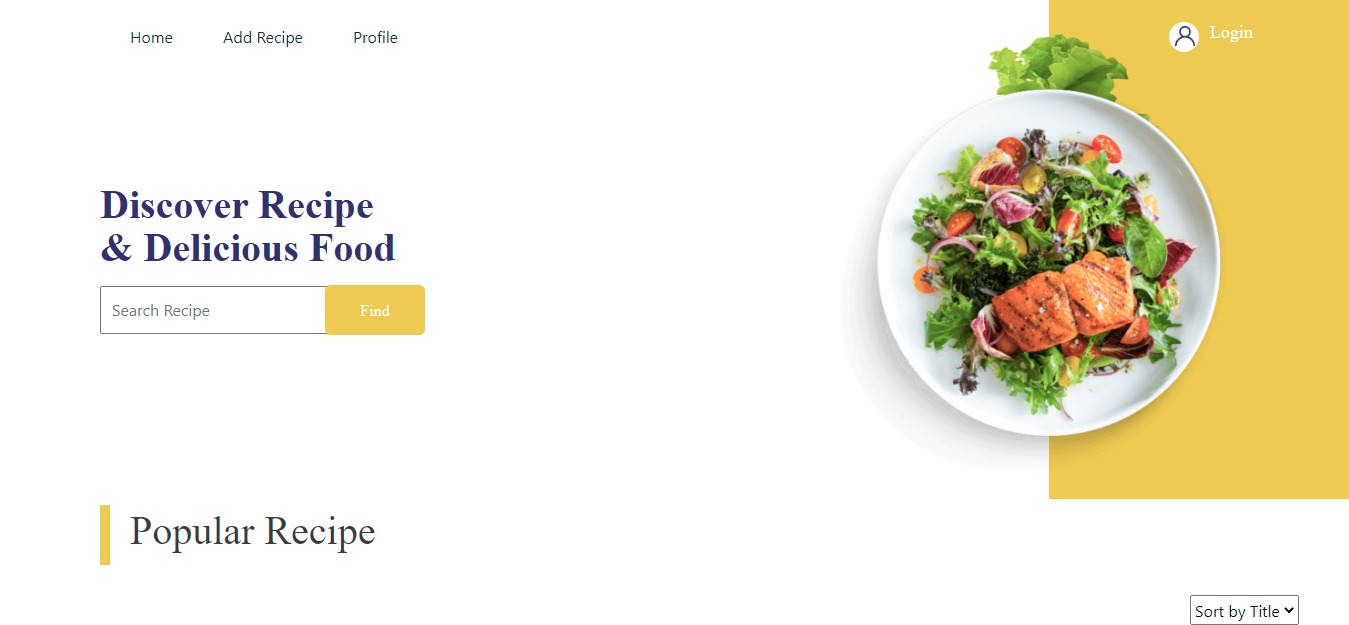 Home Add Recipe Profile
Login
Discover Recipe
& Delicious Food
Search Recipe Find
Popular Recipe
Sort by Title